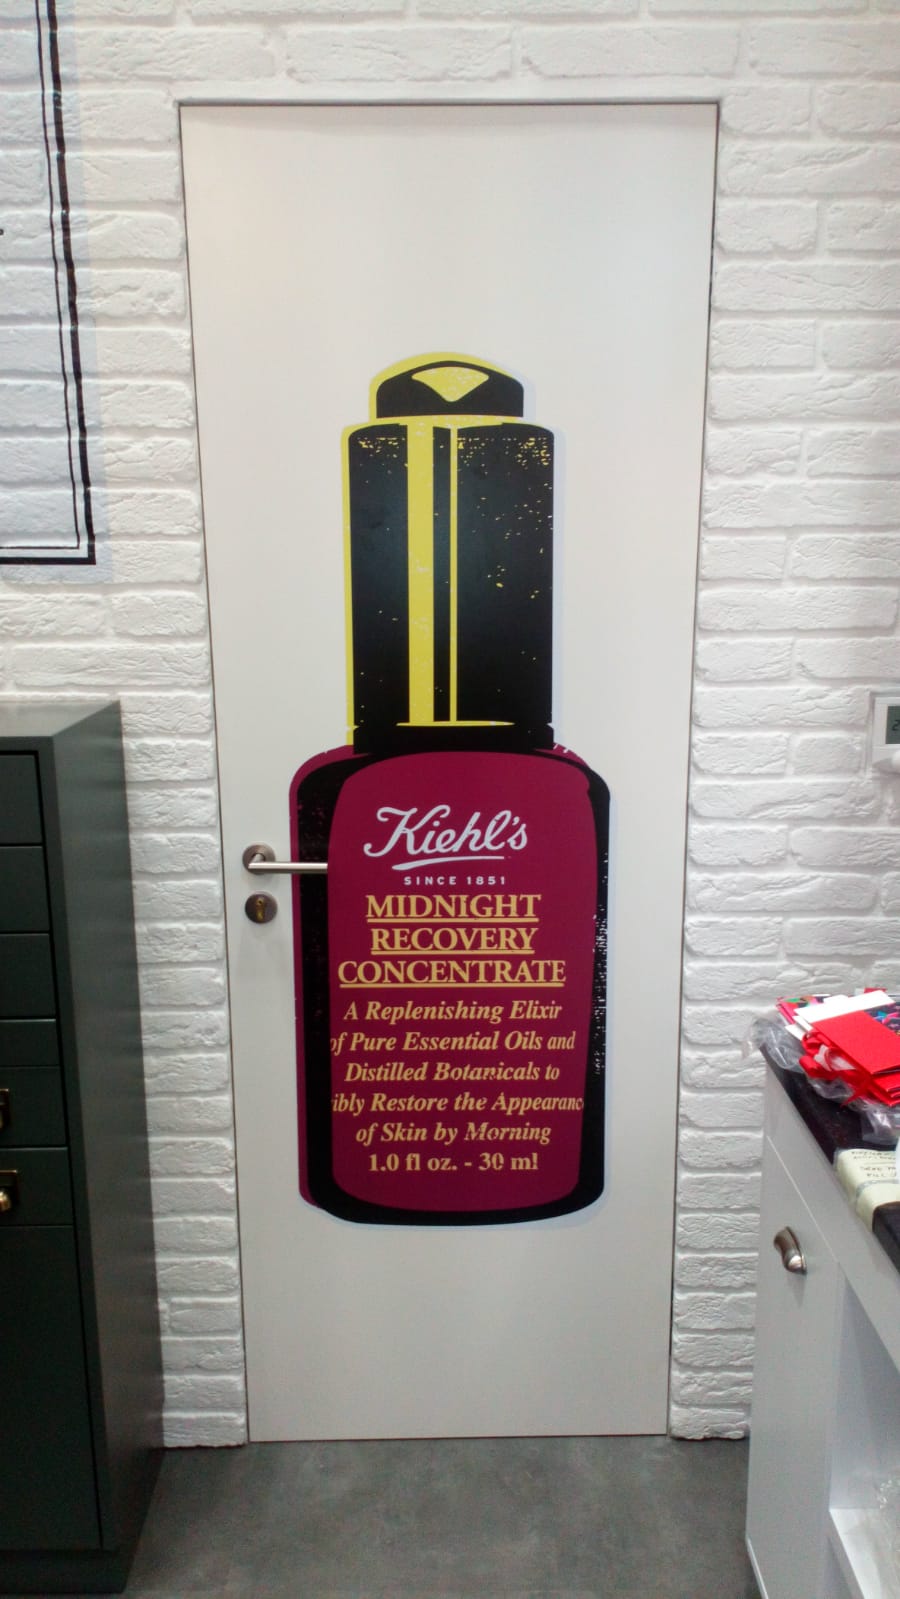 Kiehl's
SINCE 1851
MIDNIGHT
RECOVERY
CONCENTRATE
A Replenishing Elixir
of Pure Essential Oils and
Distilled Botanicals to
ibly Restore the Appearanc
of Skin by Morning
1.0 fl oz. - 30 ml